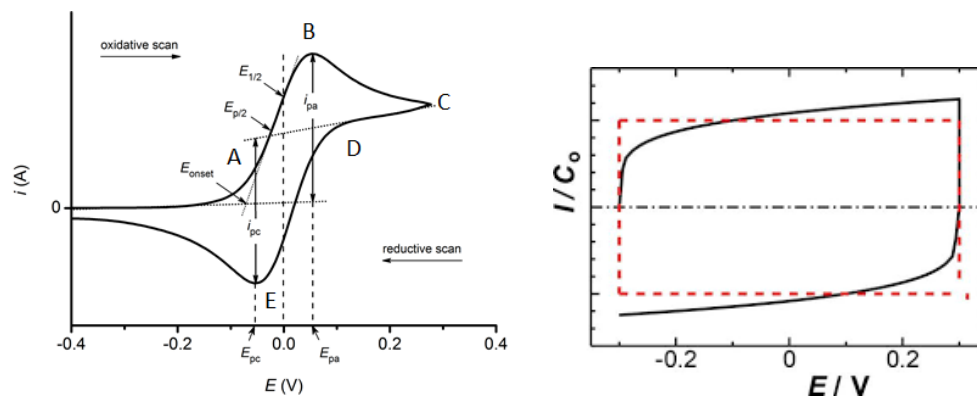 B
oxidative scan
E1/2
C
Ep/2
ipa
A
D
Eonset
i (A)
0
ipc
reductive scan
E
-0.4
-0.2
0.0
0.2
0.4
Epc
Epa
E (V)
I / Co
-0.2
0
0.2
E / V